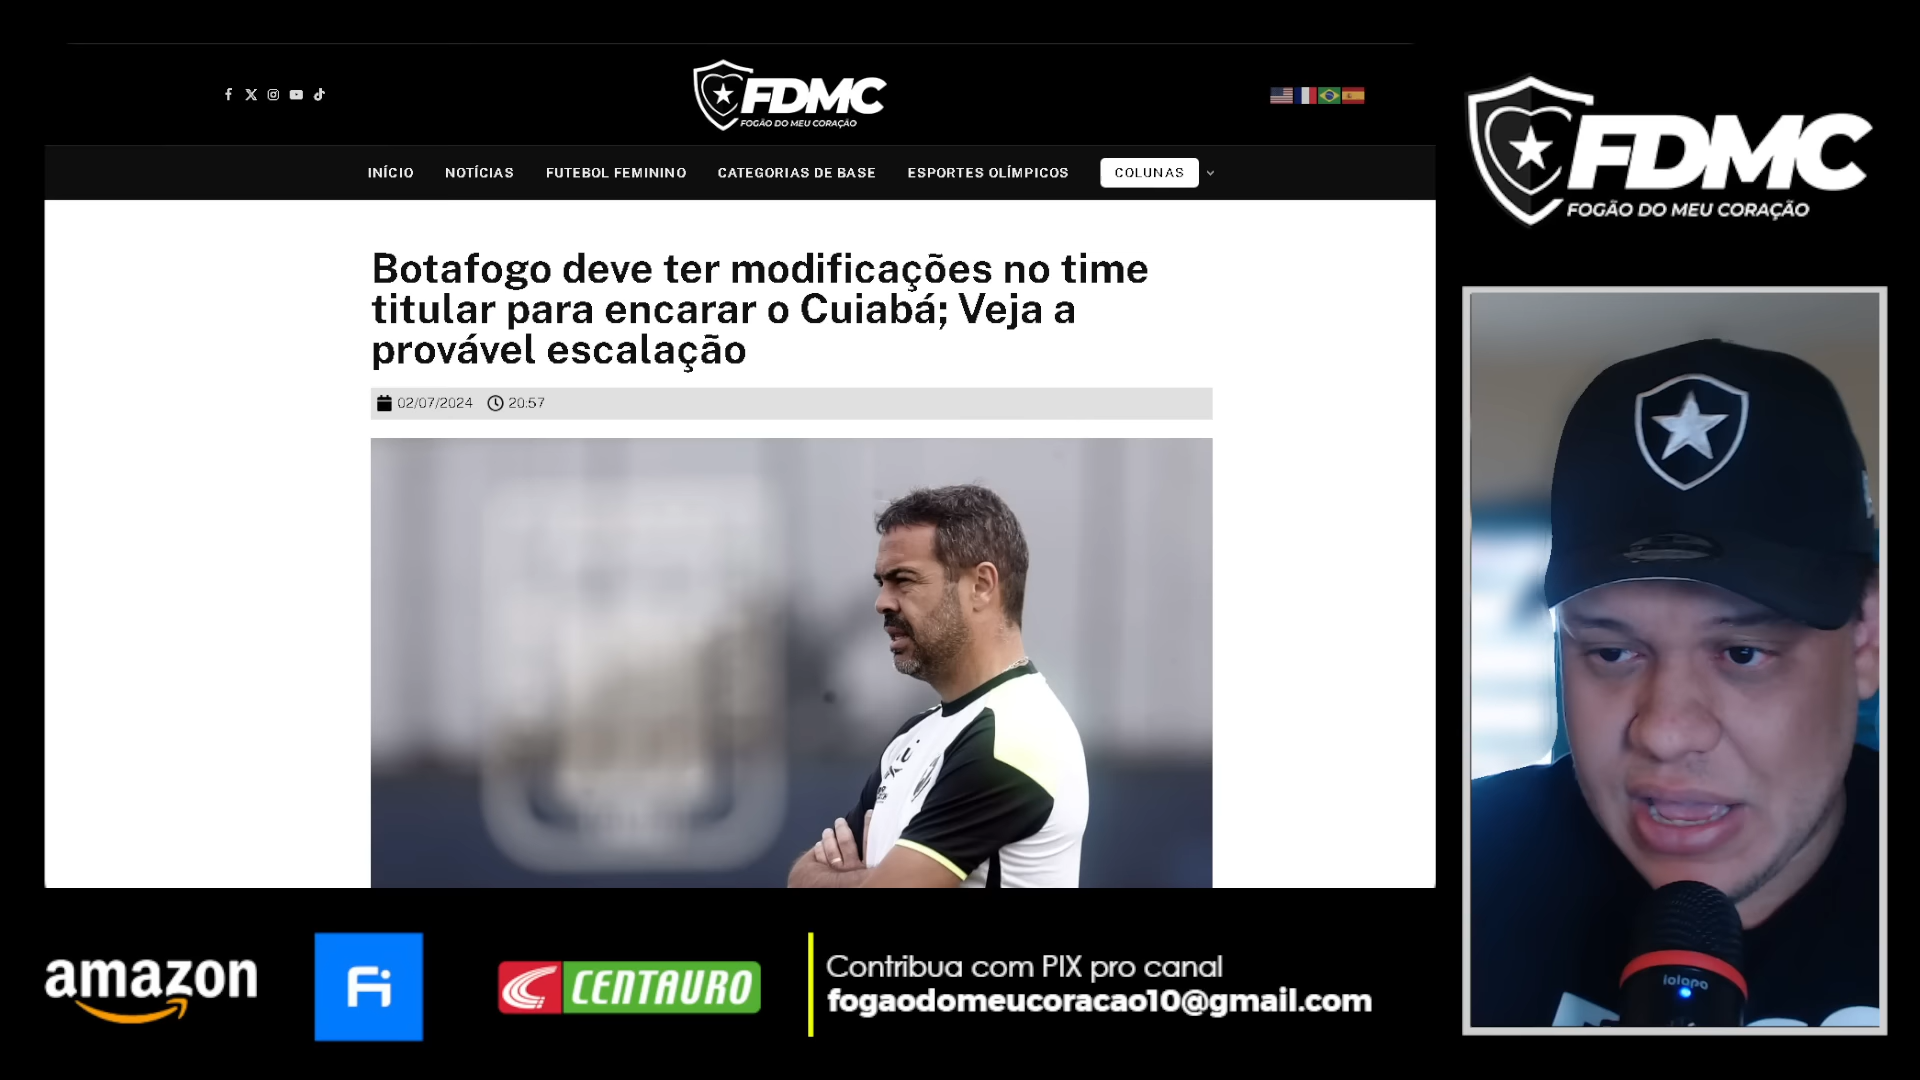 FDMC
FOGÃO DO MEU CORAÇÃO
INÍCIO NOTÍCIAS FUTEBOL FEMININO CATEGORIAS DE BASE ESPORTES OLÍMPICOS COLUNAS
Botafogo deve ter modificações no time
titular para encarar o Cuiabá; Veja a
provável escalação
02/07/2024 20:57
FDMC
FOGÃO DO MEU CORAÇÃO
amazon
Fi
CENTAURO
Contribua com PIX pro canal
fogaodomeucoracao10@gmail.com